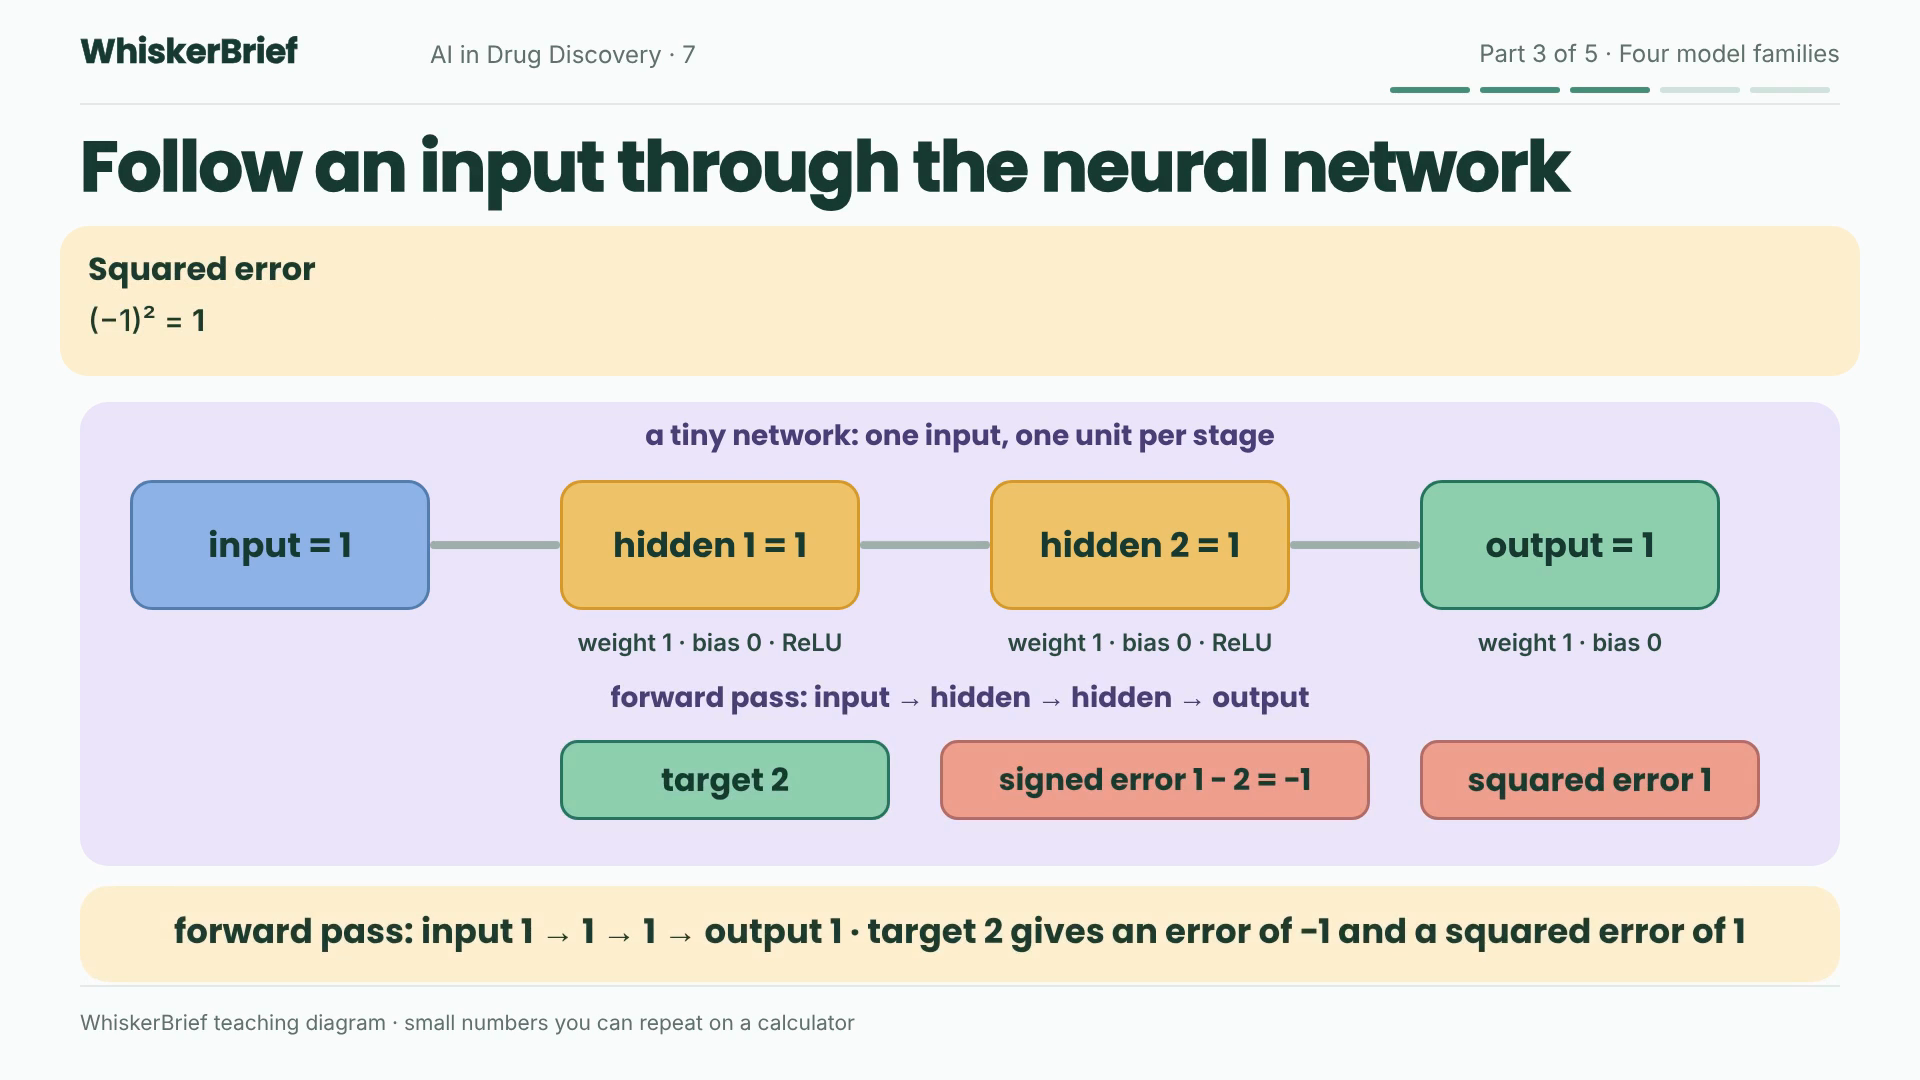 WhiskerBrief
AI in Drug Discovery · 7
Part 3 of 5 · Four model families
Follow an input through the neural network
Squared error
(−1)² = 1
a tiny network: one input, one unit per stage
input = 1
hidden 1 = 1
hidden 2 = 1
output = 1
weight 1 · bias 0 · ReLU
weight 1 · bias 0 · ReLU
weight 1 · bias 0
forward pass: input → hidden → hidden → output
target 2
signed error 1 − 2 = −1
squared error 1
forward pass: input 1 → 1 → 1 → output 1 · target 2 gives an error of −1 and a squared error of 1
WhiskerBrief teaching diagram · small numbers you can repeat on a calculator